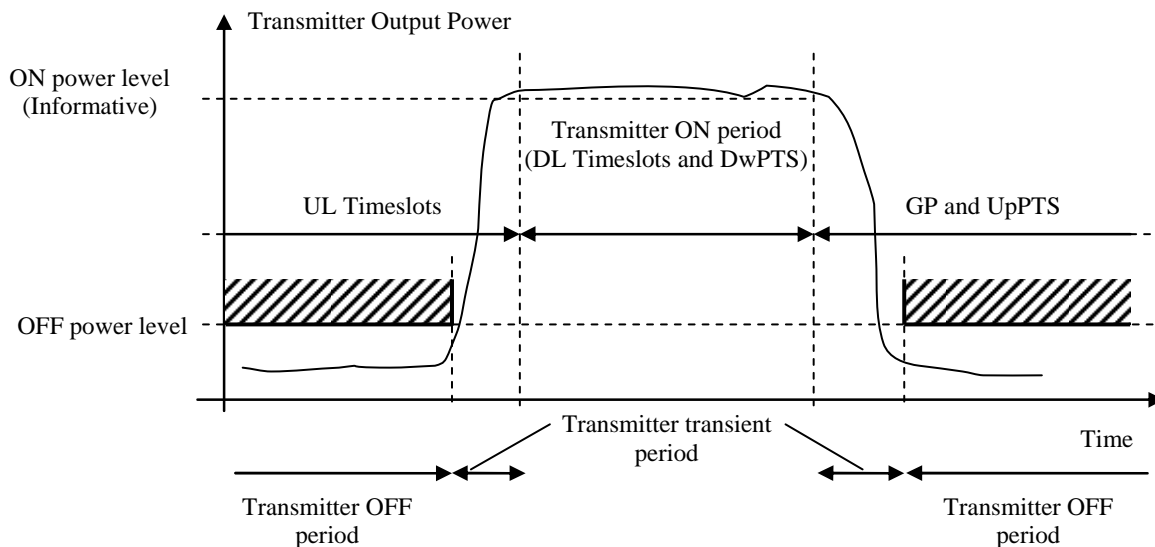 Transmitter Output Power
ON power level
(Informative)
Transmitter ON period
(DL Timeslots and DwPTS)
UL Timeslots
GP and UpPTS
OFF power level
Transmitter transient
period
Time
Transmitter OFF
period
Transmitter OFF
period